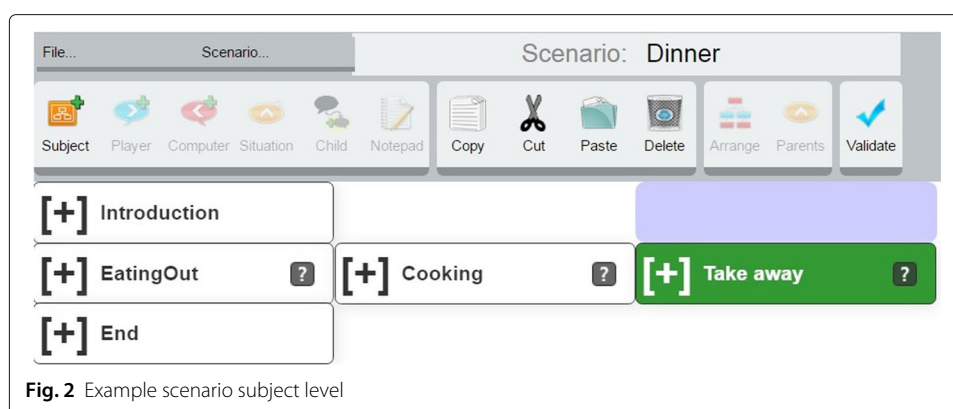 File... Scenario... Scenario: Dinner
Subject Player Computer Situation Child Notepad Copy Cut Paste Delete Arrange Parents Validate
[+] Introduction
[+] EatingOut ? [+] Cooking ? [+] Take away ?
[+] End
Fig. 2 Example scenario subject level